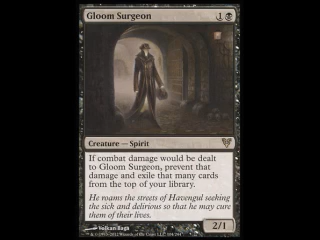 Gloom Surgeon 1
Creature — Spirit
If combat damage would be dealt
to Gloom Surgeon, prevent that
damage and exile that many
cards from the top of your library.
He roams the streets of Havengul seeking
the sick and delirious so that he may cure
them of their lives.
Volkan Baga
2/1